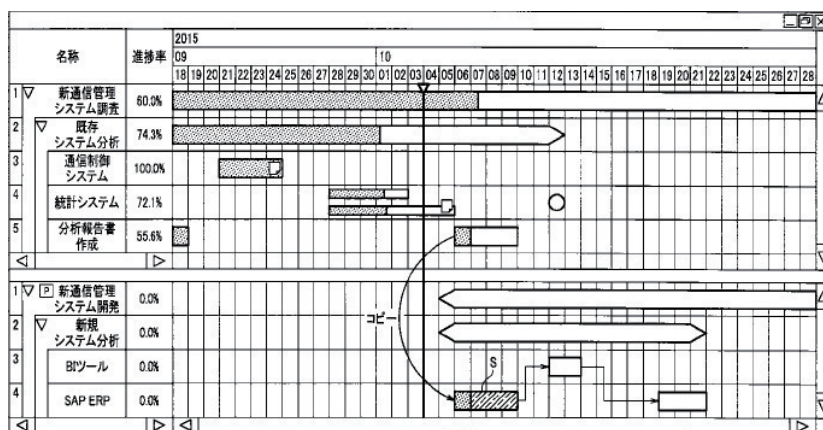 2015
名称 進捗率 09 10
18 19 20 21 22 23 24 25 26 27 28 29 30 01 02 03 04 05 06 07 08 09 10 11 12 13 14 15 16 17 18 19 20 21 22 23 24 25 26 27 28
1 新通信管理
システム調査 60.0%
2 既存
システム分析 74.3%
3 通信制御
システム 100.0%
4 統計システム 72.1%
5 分析報告書
作成 55.6%
1 P 新通信管理
システム開発 0.0%
コピー
2 新規
システム分析 0.0%
3 BIツール 0.0%
S
4 SAP ERP 0.0%